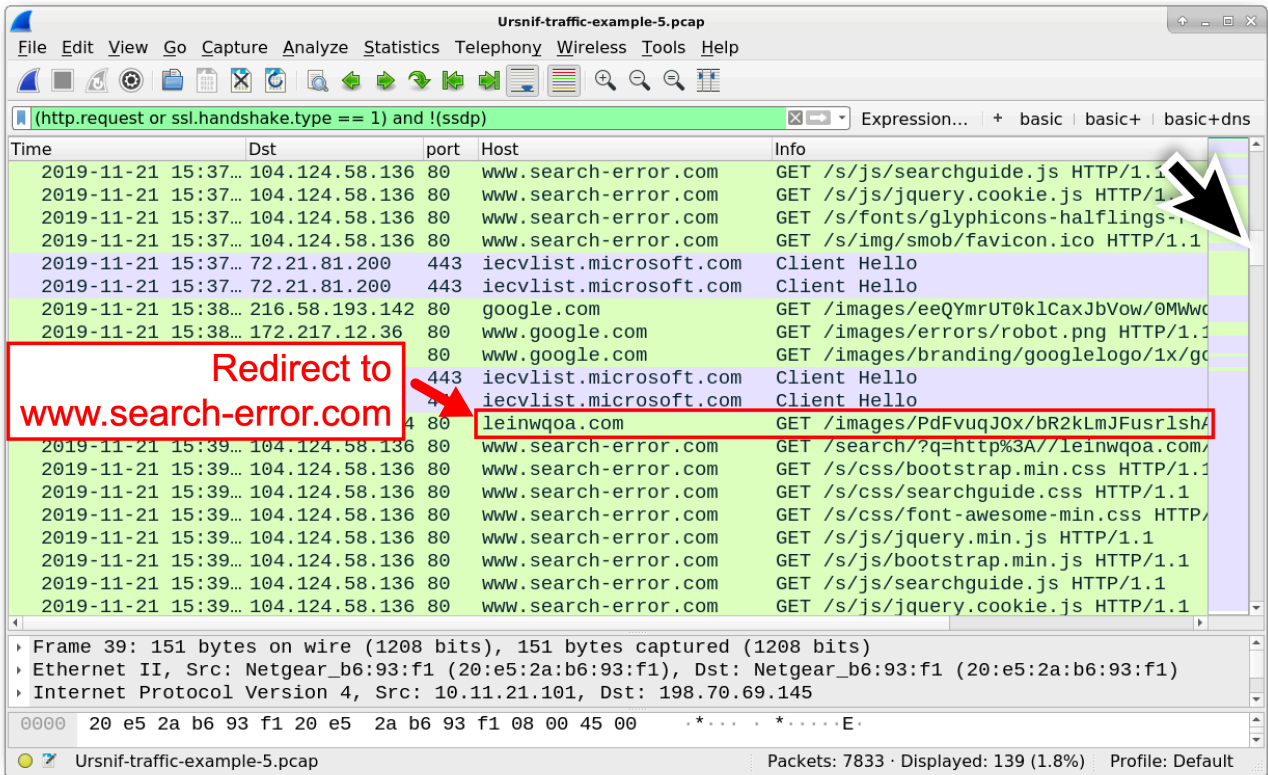 Ursnif-traffic-example-5.pcap
File Edit View Go Capture Analyze Statistics Telephony Wireless Tools Help
(http.request or ssl.handshake.type == 1) and !(ssdp) Expression… + basic basic+ basic+dns
Time Dst port Host Info
2019-11-21 15:37… 104.124.58.136 80 www.search-error.com GET /s/js/searchguide.js HTTP/1.1
2019-11-21 15:37… 104.124.58.136 80 www.search-error.com GET /s/js/jquery.cookie.js HTTP/1.
2019-11-21 15:37… 104.124.58.136 80 www.search-error.com GET /s/fonts/glyphicons-halflings-
2019-11-21 15:37… 104.124.58.136 80 www.search-error.com GET /s/img/smob/favicon.ico HTTP/1.1
2019-11-21 15:37… 72.21.81.200 443 iecvlist.microsoft.com Client Hello
2019-11-21 15:37… 72.21.81.200 443 iecvlist.microsoft.com Client Hello
2019-11-21 15:38… 216.58.193.142 80 google.com GET /images/eeQYmrUT0klCaxJbVow/0MWw
2019-11-21 15:38… 172.217.12.36 80 www.google.com GET /images/errors/robot.png HTTP/1.1
80 www.google.com GET /images/branding/googlelogo/1x/go
443 iecvlist.microsoft.com Client Hello
iecvlist.microsoft.com Client Hello
Redirect to
www.search-error.com
4 80 leinwqoa.com GET /images/PdFvuqJOx/bR2kLmJFusrlsh
2019-11-21 15:39… 104.124.58.136 80 www.search-error.com GET /search/?q=http%3A//leinwqoa.com/
2019-11-21 15:39… 104.124.58.136 80 www.search-error.com GET /s/css/bootstrap.min.css HTTP/1.1
2019-11-21 15:39… 104.124.58.136 80 www.search-error.com GET /s/css/searchguide.css HTTP/1.1
2019-11-21 15:39… 104.124.58.136 80 www.search-error.com GET /s/css/font-awesome-min.css HTTP/
2019-11-21 15:39… 104.124.58.136 80 www.search-error.com GET /s/js/jquery.min.js HTTP/1.1
2019-11-21 15:39… 104.124.58.136 80 www.search-error.com GET /s/js/bootstrap.min.js HTTP/1.1
2019-11-21 15:39… 104.124.58.136 80 www.search-error.com GET /s/js/searchguide.js HTTP/1.1
2019-11-21 15:39… 104.124.58.136 80 www.search-error.com GET /s/js/jquery.cookie.js HTTP/1.1
Frame 39: 151 bytes on wire (1208 bits), 151 bytes captured (1208 bits)
Ethernet II, Src: Netgear_b6:93:f1 (20:e5:2a:b6:93:f1), Dst: Netgear_b6:93:f1 (20:e5:2a:b6:93:f1)
Internet Protocol Version 4, Src: 10.11.21.101, Dst: 198.70.69.145
0000 20 e5 2a b6 93 f1 20 e5 2a b6 93 f1 08 00 45 00 ·*··· · *·····E·
Ursnif-traffic-example-5.pcap Packets: 7833 · Displayed: 139 (1.8%) Profile: Default